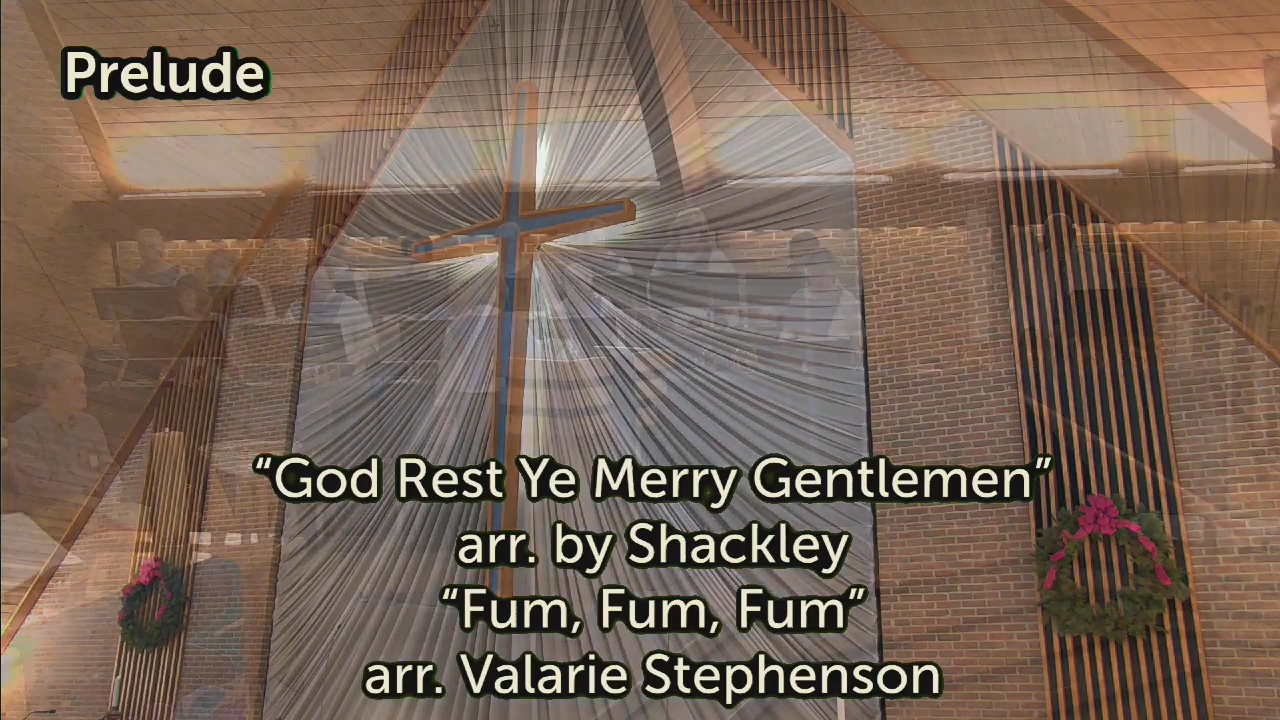 Prelude
“God Rest Ye Merry Gentlemen”
arr. by Shackley
“Fum, Fum, Fum”
arr. Valarie Stephenson